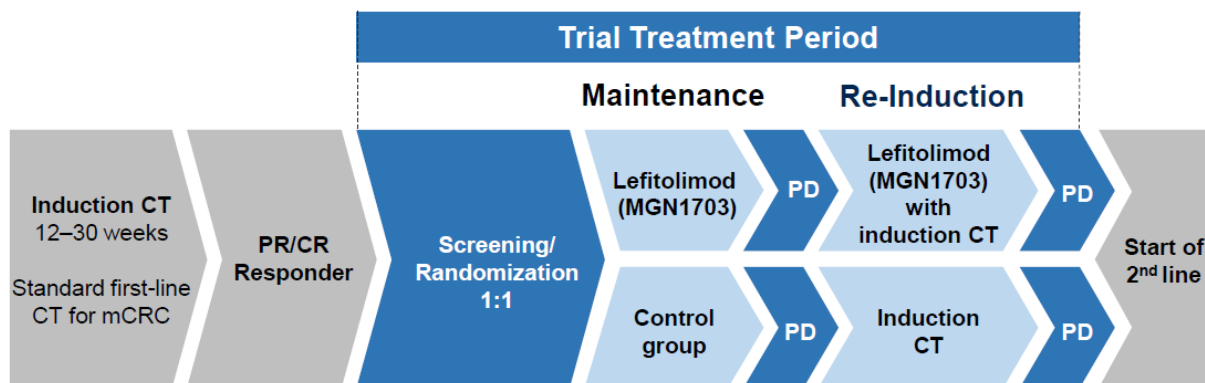 Trial Treatment Period
Maintenance
Re-Induction
Induction CT
12–30 weeks
Standard first-line
CT for mCRC
PR/CR
Responder
Screening/
Randomization
1:1
Lefitolimod
(MGN1703)
PD
Lefitolimod
(MGN1703)
with
induction CT
PD
Control
group
PD
Induction
CT
PD
Start of
2nd line